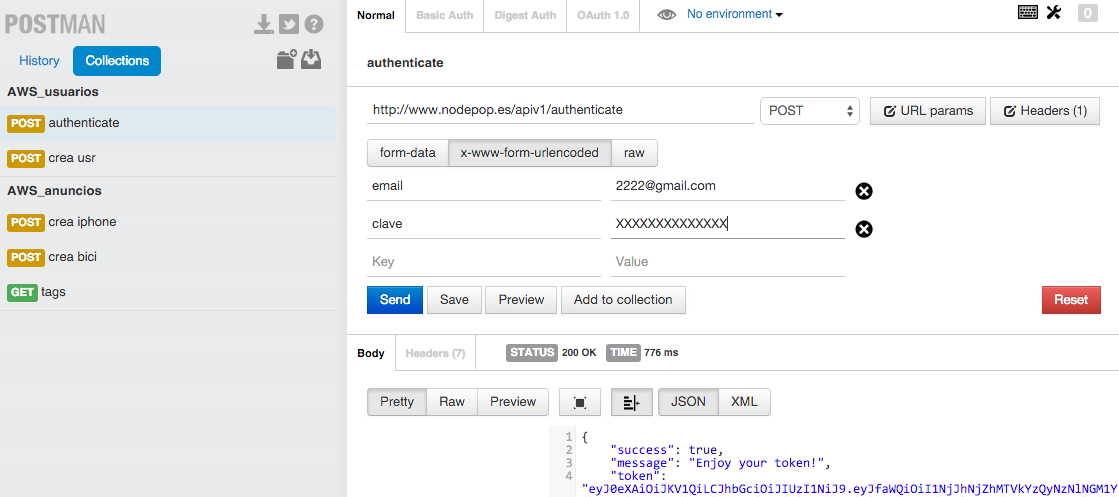 POSTMAN
History Collections
AWS_usuarios
POST authenticate
POST crea usr
AWS_anuncios
POST crea iphone
POST crea bici
GET tags
Normal Basic Auth Digest Auth OAuth 1.0 No environment 0
authenticate
http://www.nodepop.es/apiv1/authenticate POST URL params Headers (1)
form-data x-www-form-urlencoded raw
email 2222@gmail.com
clave XXXXXXXXXXXXXX
Key Value
Send Save Preview Add to collection Reset
Body Headers (7) STATUS 200 OK TIME 776 ms
Pretty Raw Preview JSON XML
1 {
2 "success": true,
3 "message": "Enjoy your token!",
4 "token":
"eyJ0eXAiOiJKV1QiLCJhbGciOiJIUzI1NiJ9.eyJfaWQiOiI1NjJhNjZhMTVkYzQyNzNlNGM1Y